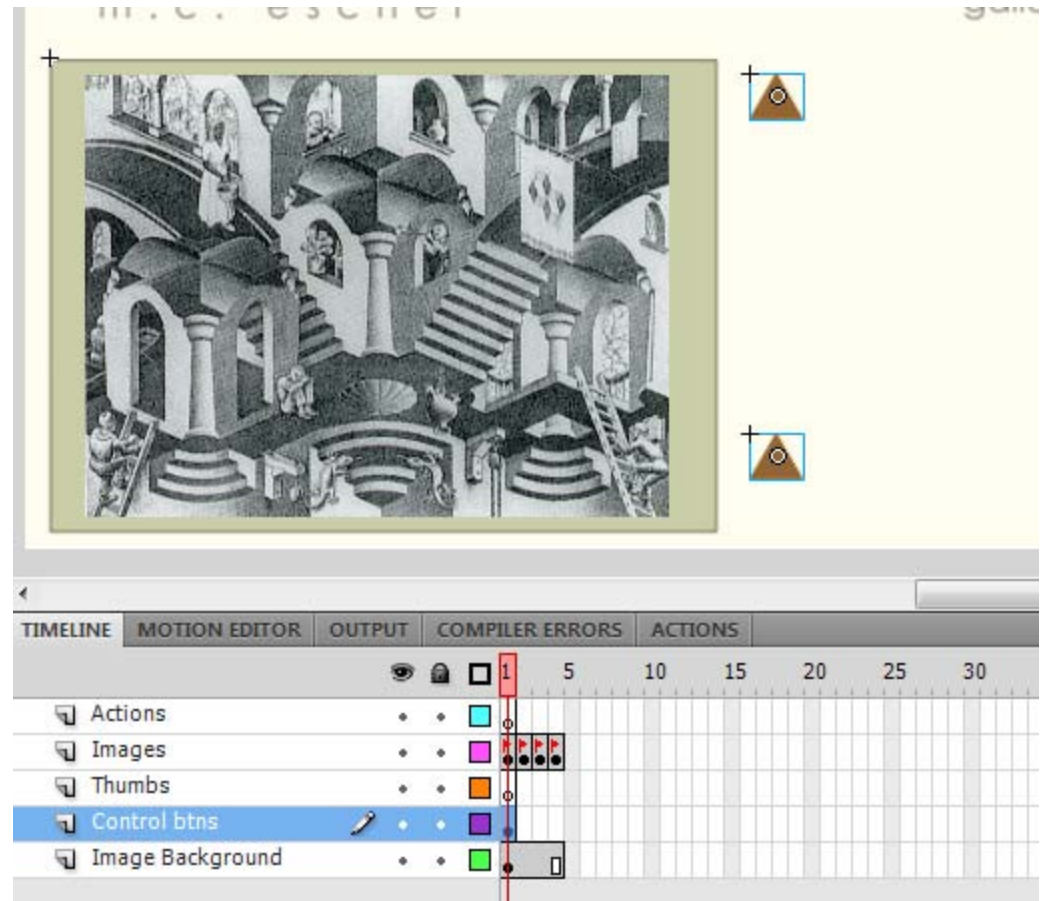 m.c. escher
TIMELINE MOTION EDITOR OUTPUT COMPILER ERRORS ACTIONS
1 5 10 15 20 25 30
Actions
Images
Thumbs
Control btns
Image Background